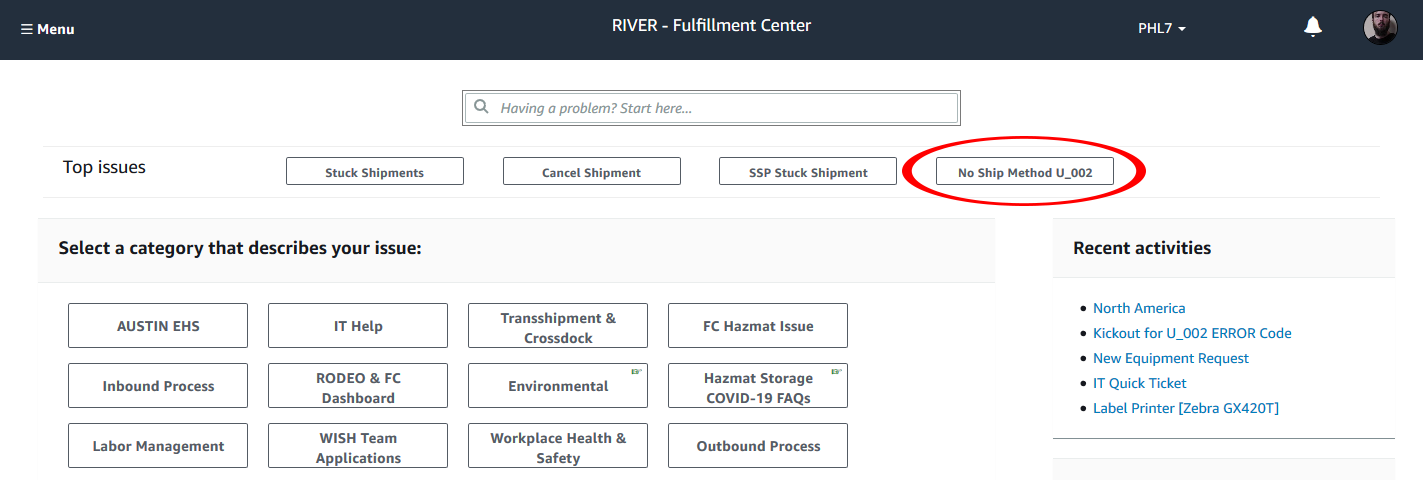 ☰ Menu
RIVER - Fulfillment Center
PHL7
Having a problem? Start here...
Top issues
Stuck Shipments
Cancel Shipment
SSP Stuck Shipment
No Ship Method U_002
Select a category that describes your issue:
AUSTIN EHS
IT Help
Transshipment &
Crossdock
FC Hazmat Issue
Inbound Process
RODEO & FC
Dashboard
Environmental
Hazmat Storage
COVID-19 FAQs
Labor Management
WISH Team
Applications
Workplace Health &
Safety
Outbound Process
Recent activities
North America
Kickout for U_002 ERROR Code
New Equipment Request
IT Quick Ticket
Label Printer [Zebra GX420T]